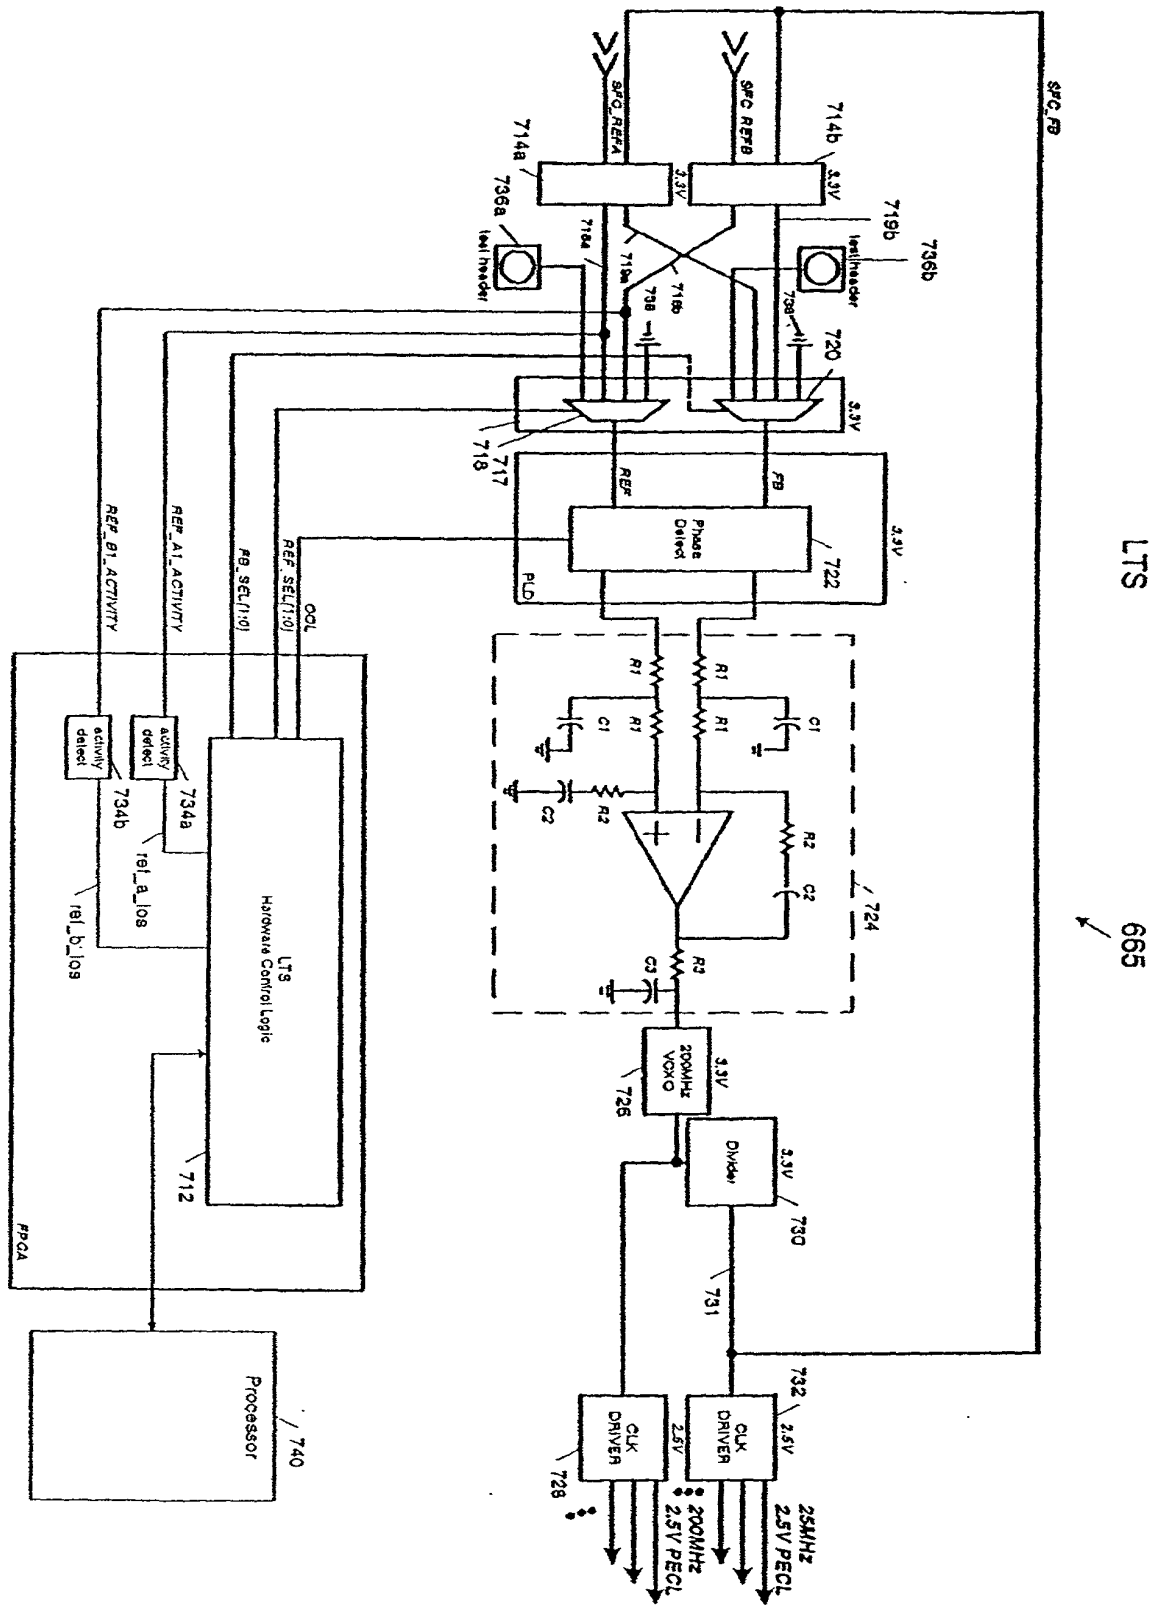 LTS
665
SFC_FB
SFC_REFB
SFC_REFA
714b
714a
3.3V
3.3V
719b
736b
test header
736a
test header
718a
719a
718b
738
738
720
3.3V
717
718
REF
FB
Phase
Detect
722
3.3V
PLD
R1
R1
C1
C1
R1
R1
R2
C2
R2
C2
724
R3
C3
200MHz
VCXO
3.3V
726
Divider
3.3V
730
731
732
CLK
DRIVER
2.5V
CLK
DRIVER
2.5V
728
25MHz
2.5V PECL
200MHz
2.5V PECL
REF_B1_ACTIVITY
REF_A1_ACTIVITY
FB_SEL(1:0)
REF_SEL(1:0)
OOL
activity
detect
734b
activity
detect
734a
ref_a_los
ref_b_los
LTS
Hardware Control Logic
712
FPGA
Processor
740